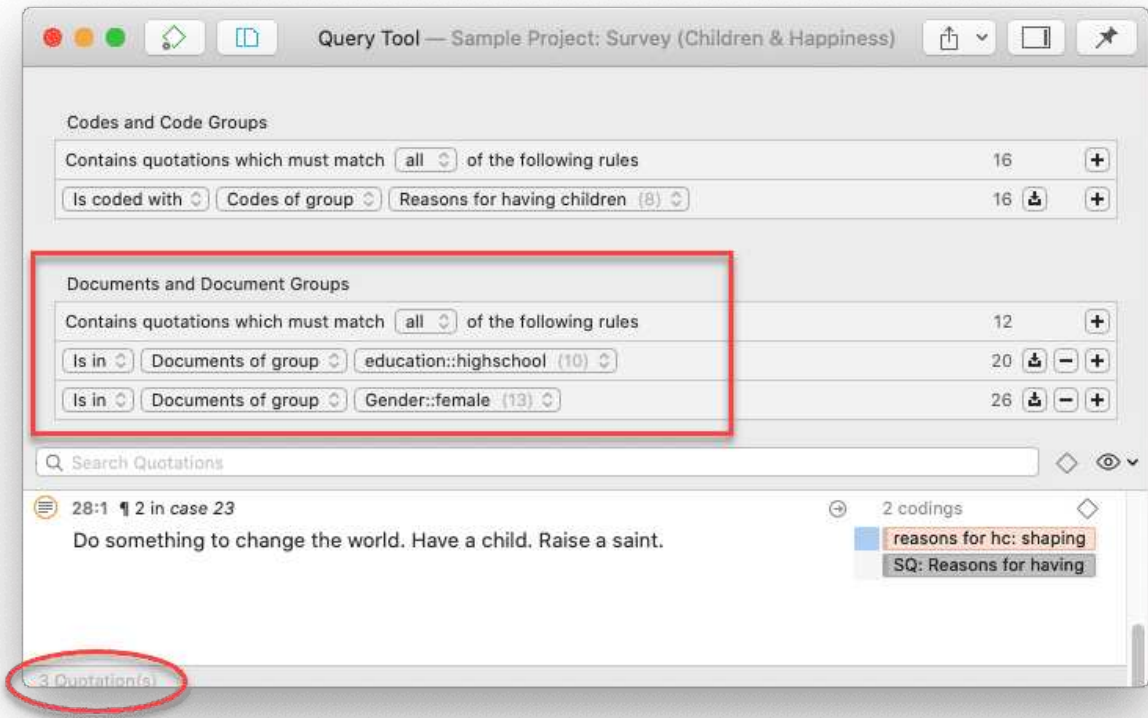 Query Tool — Sample Project: Survey (Children & Happiness)
Codes and Code Groups
Contains quotations which must match all of the following rules 16
Is coded with Codes of group Reasons for having children (8) 16
Documents and Document Groups
Contains quotations which must match all of the following rules 12
Is in Documents of group education::highschool (10) 20
Is in Documents of group Gender::female (13) 26
Search Quotations
28:1 ¶ 2 in case 23 2 codings
Do something to change the world. Have a child. Raise a saint. reasons for hc: shaping
SQ: Reasons for having
3 Quotation(s)